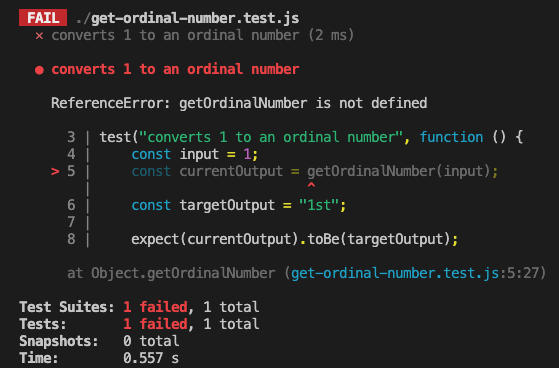 FAIL ./get-ordinal-number.test.js
✕ converts 1 to an ordinal number (2 ms)
● converts 1 to an ordinal number
ReferenceError: getOrdinalNumber is not defined
3 | test("converts 1 to an ordinal number", function () {
4 |     const input = 1;
> 5 |     const currentOutput = getOrdinalNumber(input);
|                           ^
6 |     const targetOutput = "1st";
7 |
8 |     expect(currentOutput).toBe(targetOutput);
at Object.getOrdinalNumber (get-ordinal-number.test.js:5:27)
Test Suites: 1 failed, 1 total
Tests:       1 failed, 1 total
Snapshots:   0 total
Time:        0.557 s